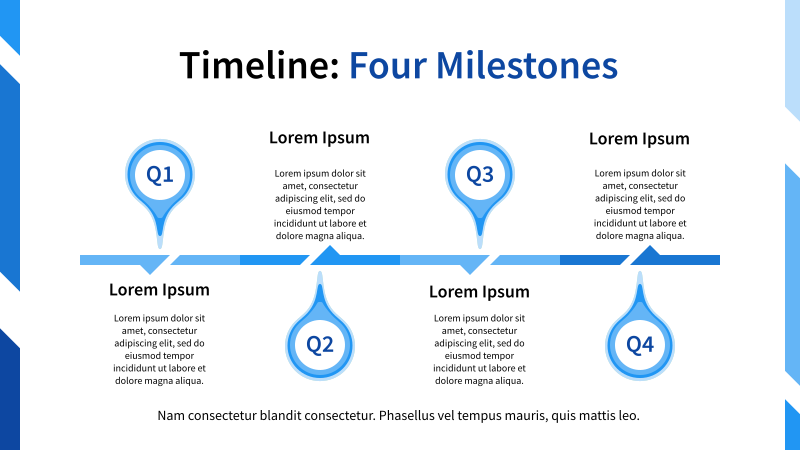 Timeline: Four Milestones
Q1
Lorem Ipsum
Lorem ipsum dolor sit
amet, consectetur
adipiscing elit, sed do
eiusmod tempor
incididunt ut labore et
dolore magna aliqua.
Lorem Ipsum
Lorem ipsum dolor sit
amet, consectetur
adipiscing elit, sed do
eiusmod tempor
incididunt ut labore et
dolore magna aliqua.
Q2
Q3
Lorem Ipsum
Lorem ipsum dolor sit
amet, consectetur
adipiscing elit, sed do
eiusmod tempor
incididunt ut labore et
dolore magna aliqua.
Lorem Ipsum
Lorem ipsum dolor sit
amet, consectetur
adipiscing elit, sed do
eiusmod tempor
incididunt ut labore et
dolore magna aliqua.
Q4
Nam consectetur blandit consectetur. Phasellus vel tempus mauris, quis mattis leo.